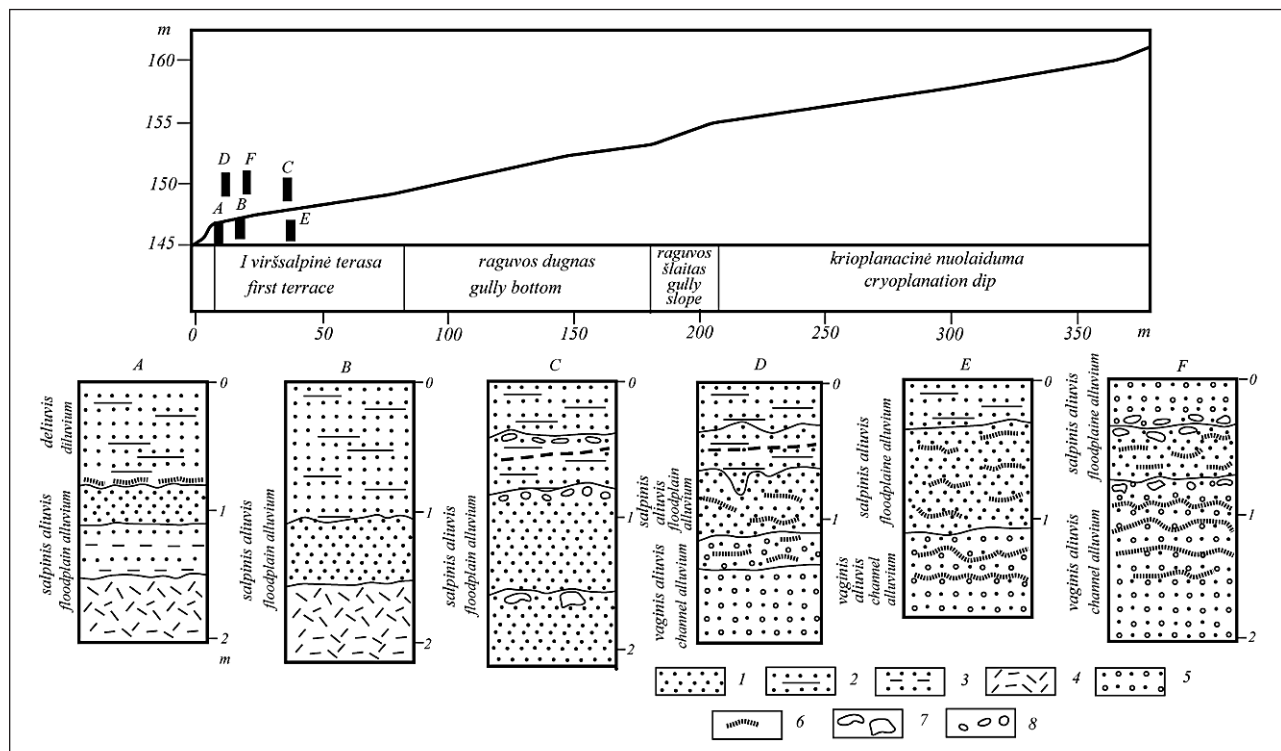 m
160
155
150
145
D
F
C
A
B
E
I viršsalpinė terasa
first terrace
raguvos dugnas
gully bottom
raguvos
šlaitas
gully
slope
krioplanacinė nuolaiduma
cryoplanation dip
0
50
100
150
200
250
300
350
m
A
deliuvis
diluvium
salpinis aliuvis
floodplain alluvium
0
1
2
m
B
salpinis aliuvis
floodplain alluvium
0
1
2
C
salpinis aliuvis
floodplain alluvium
0
1
2
D
salpinis
aliuvis
floodplain
alluvium
vaginis aliuvis
channel alluvium
0
1
2
E
salpinis aliuvis
floodplaine alluvium
vaginis
aliuvis
channel
alluvium
0
1
F
salpinis aliuvis
floodplaine alluvium
vaginis aliuvis
channel alluvium
0
1
2
1
2
3
4
5
6
7
8